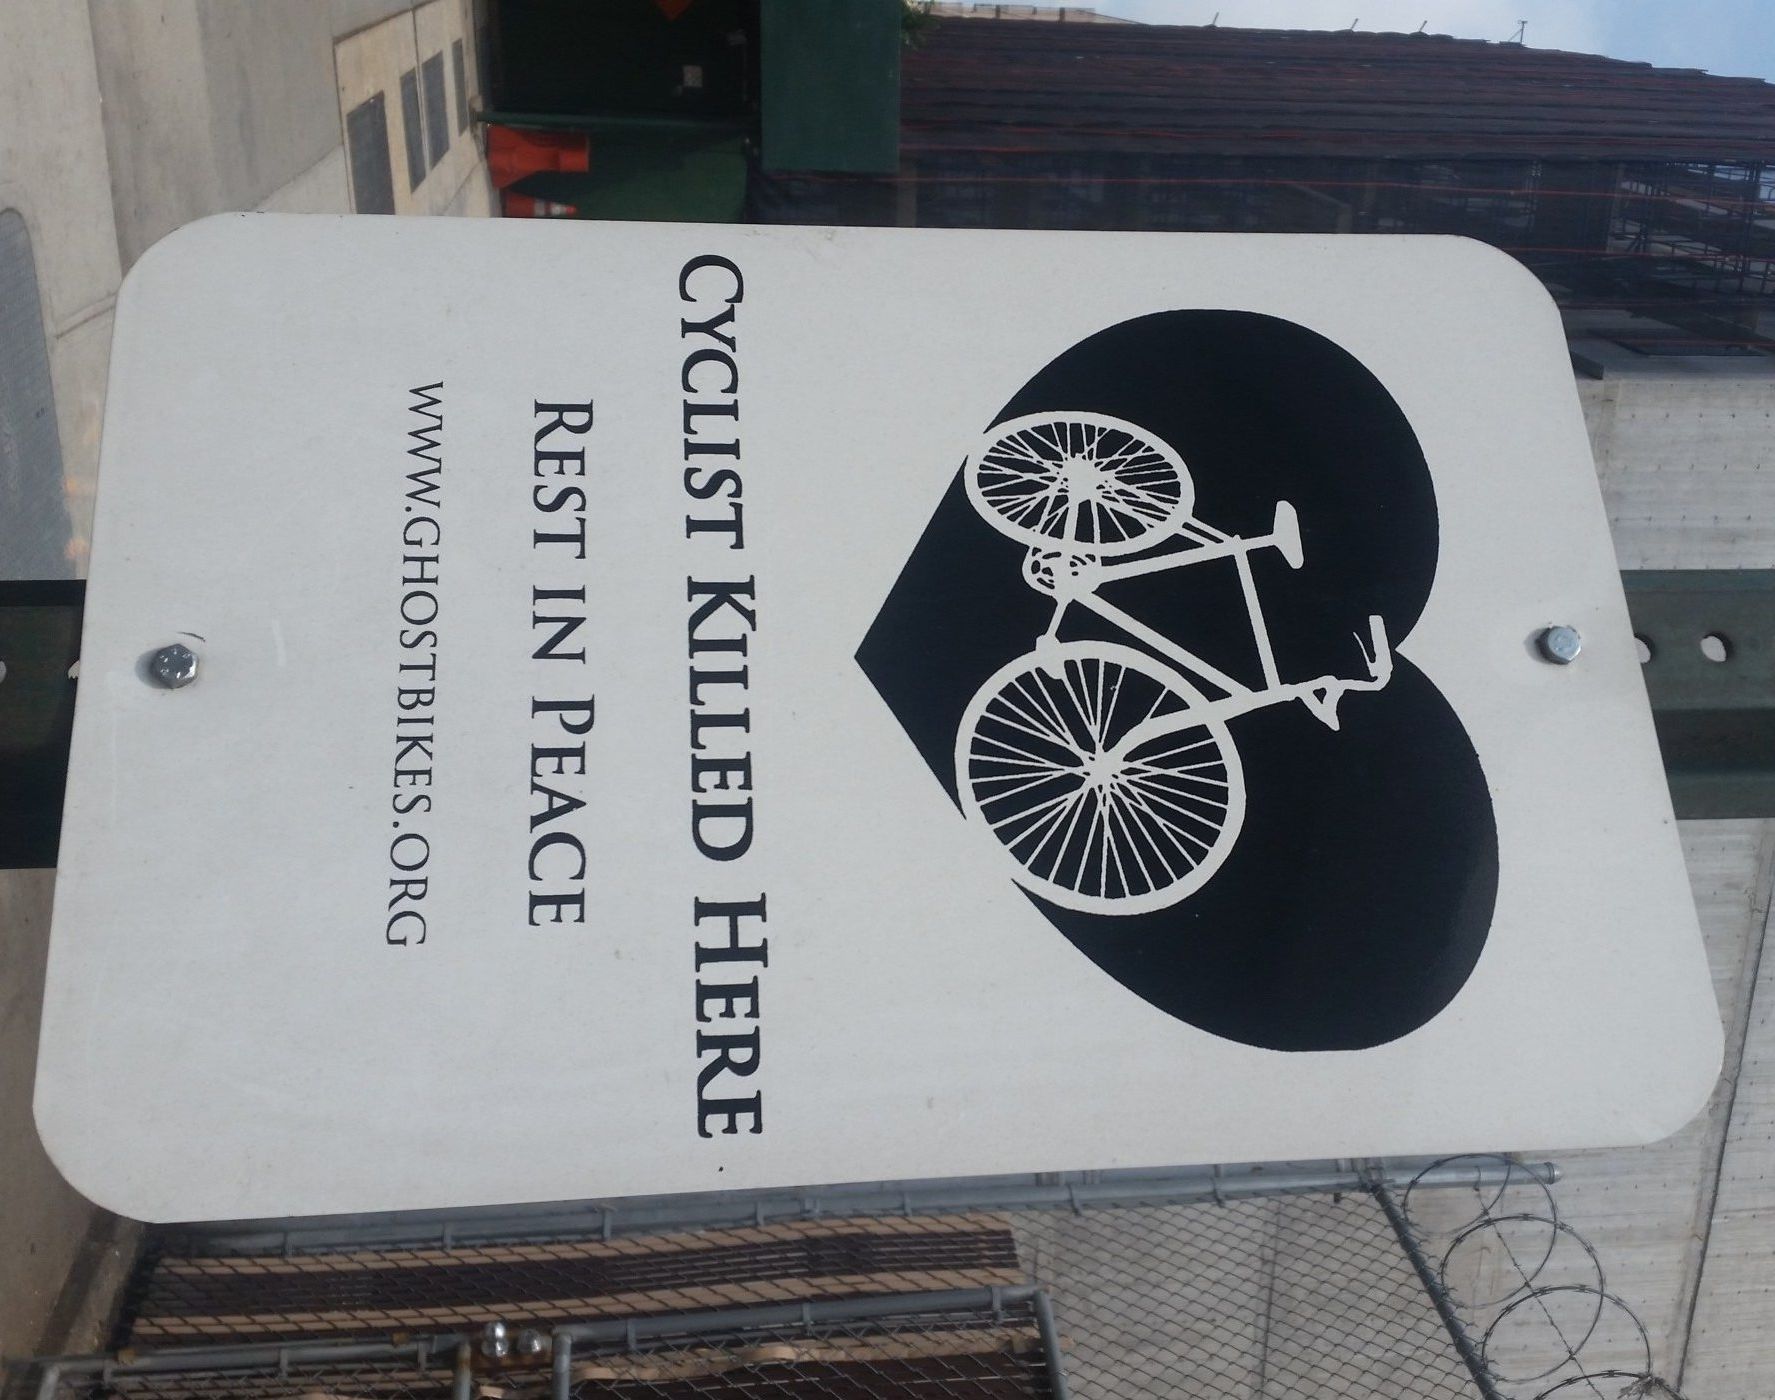 CYCLIST KILLED HERE
REST IN PEACE
WWW.GHOSTBIKES.ORG